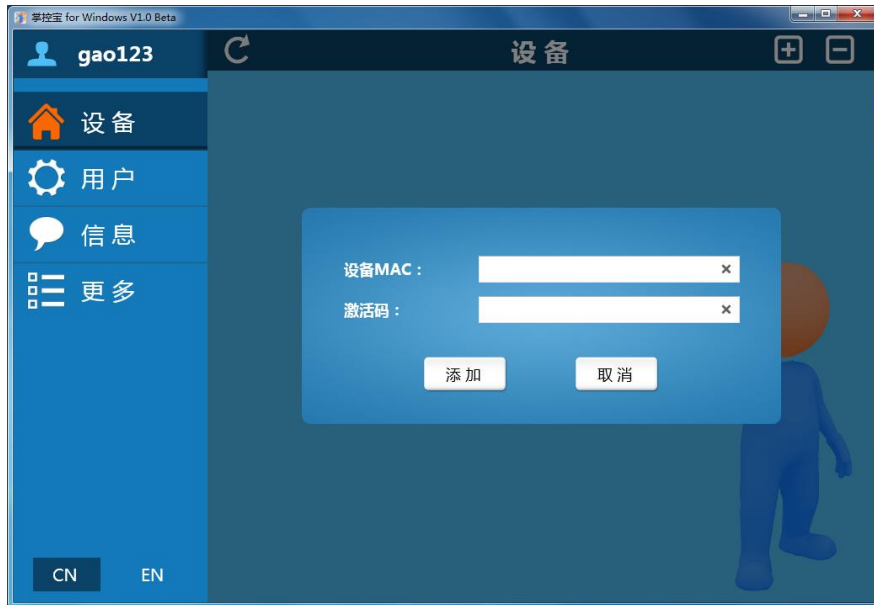 掌控宝 for Windows V1.0 Beta
gao123
设备
设备
用户
信息
更多
设备MAC：
激活码：
添加
取消
CN
EN